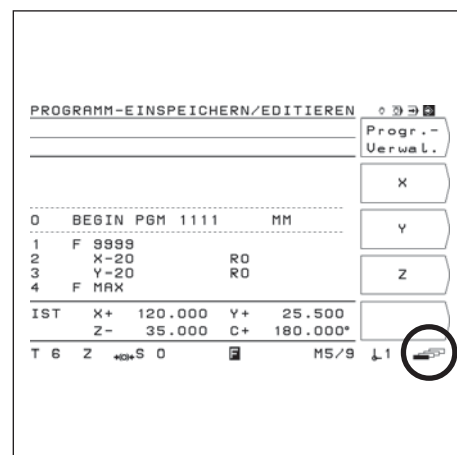 PROGRAMM-EINSPEICHERN/EDITIEREN
Progr.-
Verwal.
X
Y
Z
0 BEGIN PGM 1111 MM
1 F 9999
2 X-20 R0
3 Y-20 R0
4 F MAX
IST X+ 120.000 Y+ 25.500
Z- 35.000 C+ 180.000°
T 6 Z S 0 F M5/9 1